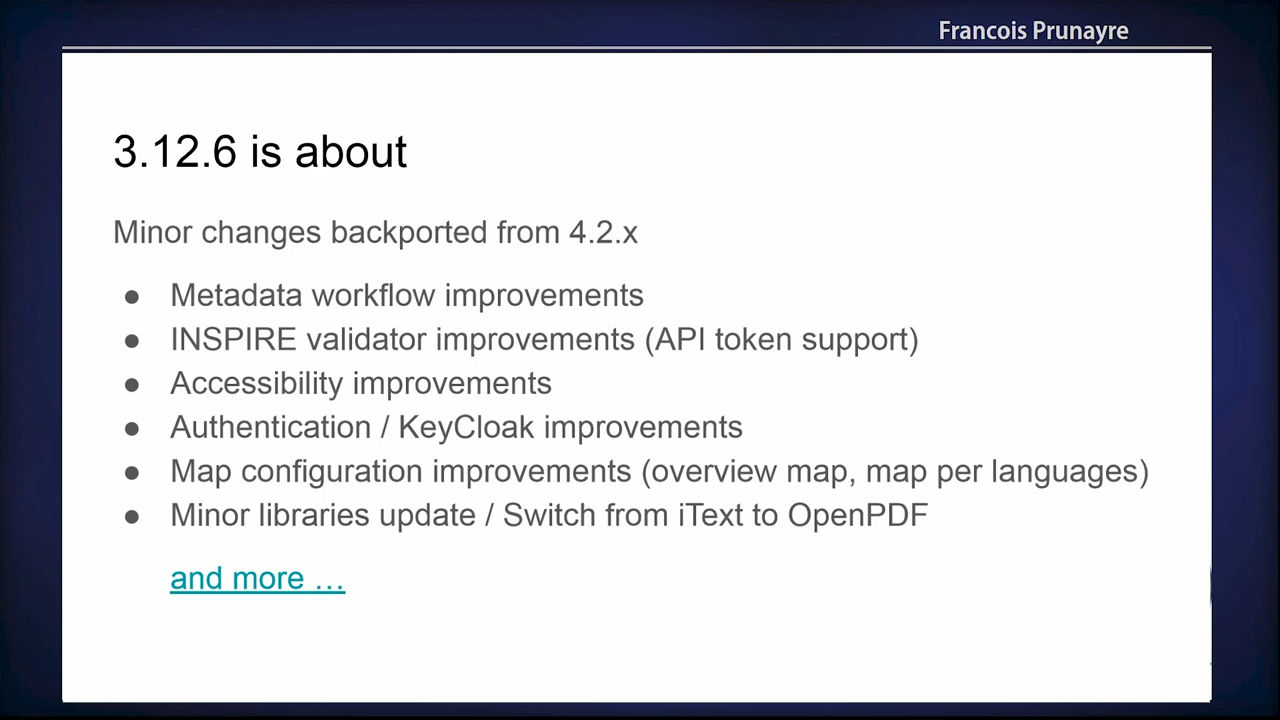 Francois Prunayre
3.12.6 is about
Minor changes backported from 4.2.x
● Metadata workflow improvements
● INSPIRE validator improvements (API token support)
● Accessibility improvements
● Authentication / KeyCloak improvements
● Map configuration improvements (overview map, map per languages)
● Minor libraries update / Switch from iText to OpenPDF
and more …